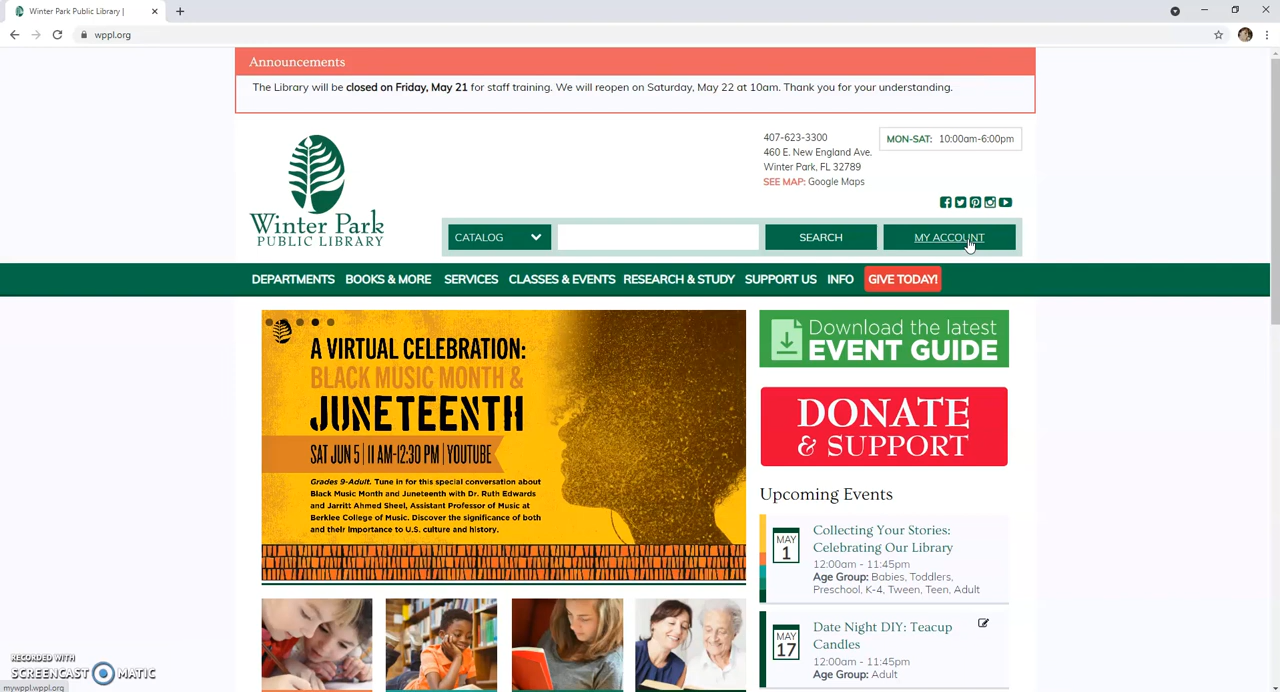 Winter Park Public Library |
wppl.org
Announcements
The Library will be closed on Friday, May 21 for staff training. We will reopen on Saturday, May 22 at 10am. Thank you for your understanding.
Winter Park
PUBLIC LIBRARY
407-623-3300
460 E. New England Ave.
Winter Park, FL 32789
SEE MAP: Google Maps
MON-SAT: 10:00am-6:00pm
CATALOG
SEARCH
MY ACCOUNT
DEPARTMENTS BOOKS & MORE SERVICES CLASSES & EVENTS RESEARCH & STUDY SUPPORT US INFO GIVE TODAY!
A VIRTUAL CELEBRATION:
BLACK MUSIC MONTH &
JUNETEENTH
SAT JUN 5 | 11 AM-12:30 PM | YOUTUBE
Grades 9-Adult. Tune in for this special conversation about
Black Music Month and Juneteenth with Dr. Ruth Edwards
and Jarritt Ahmed Sheel, Assistant Professor of Music at
Berklee College of Music. Discover the significance of both
and their importance to U.S. culture and history.
Download the latest
EVENT GUIDE
DONATE
& SUPPORT
Upcoming Events
MAY
1
Collecting Your Stories:
Celebrating Our Library
12:00am - 11:45pm
Age Group: Babies, Toddlers,
Preschool, K-4, Tween, Teen, Adult
MAY
17
Date Night DIY: Teacup
Candles
12:00am - 11:45pm
Age Group: Adult
RECORDED WITH
SCREENCAST MATIC
mywppl.wppl.org